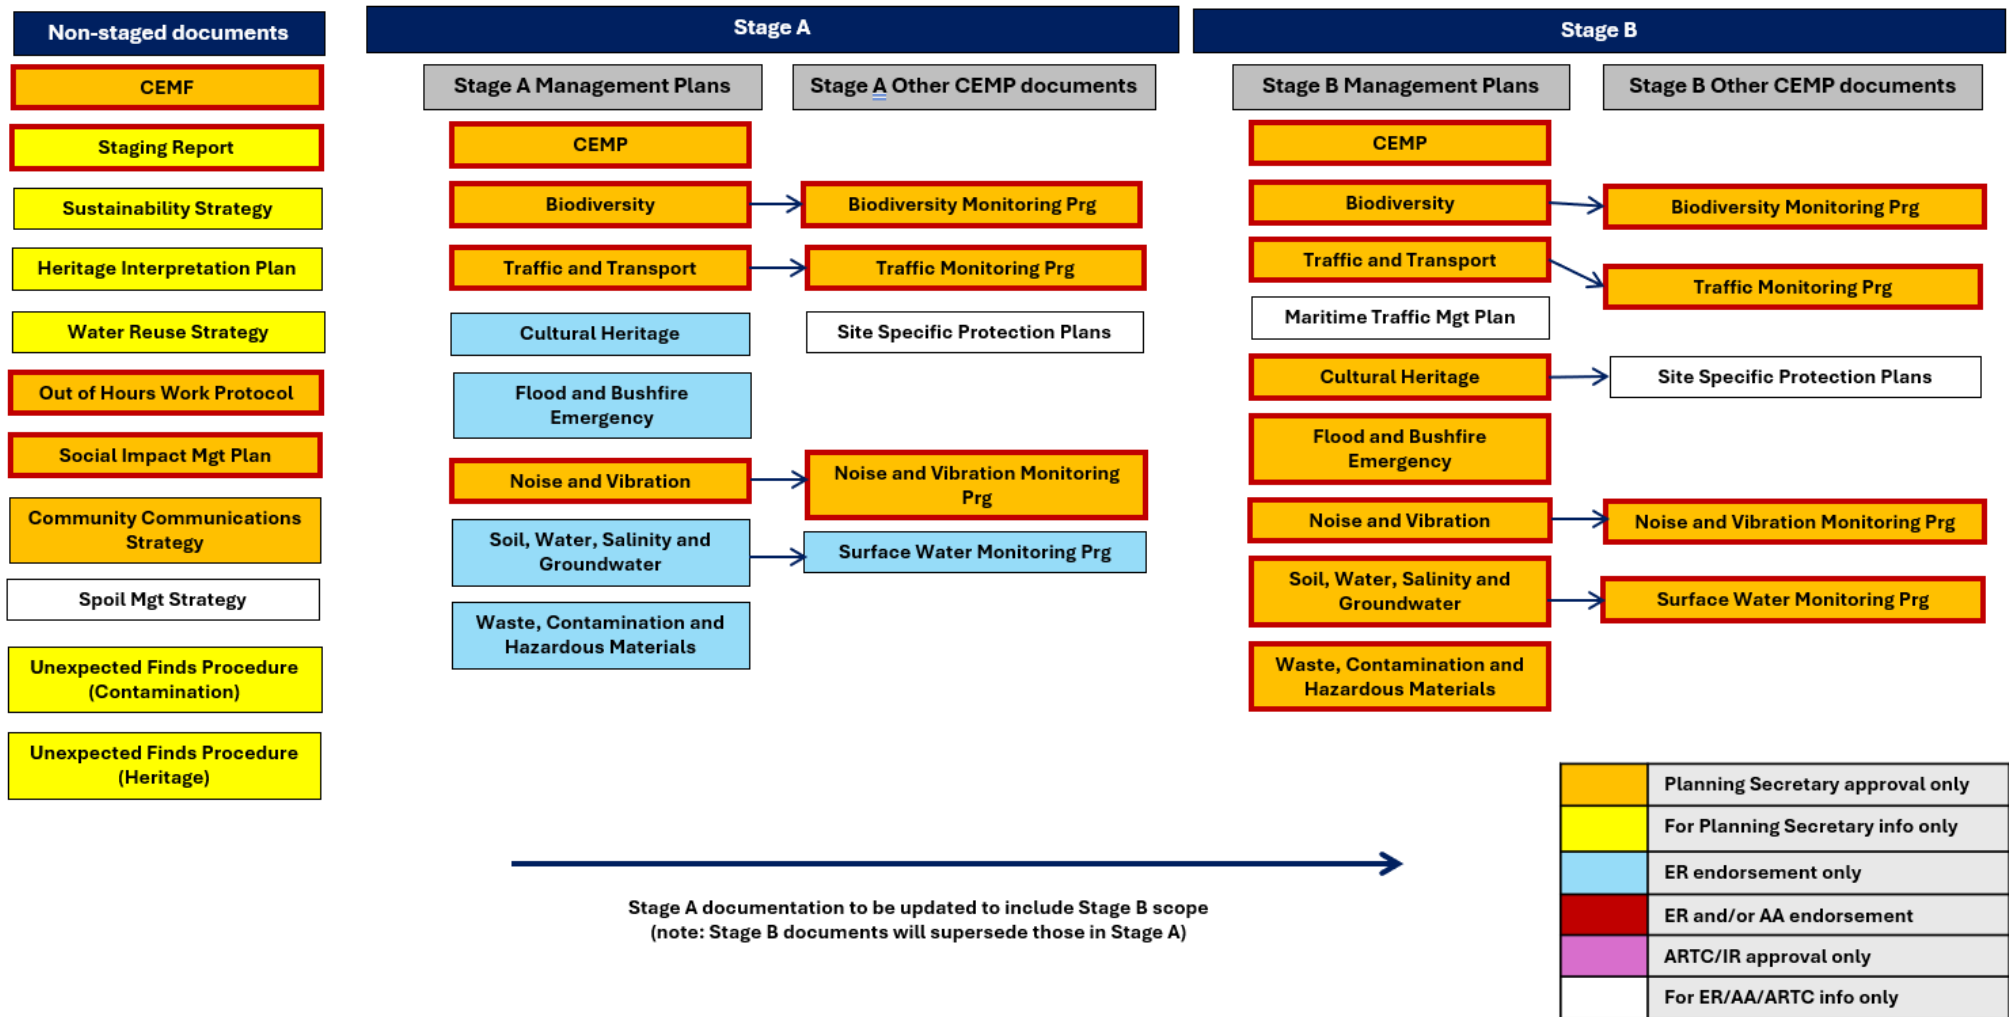 Non-staged documents
CEMF
Staging Report
Sustainability Strategy
Heritage Interpretation Plan
Water Reuse Strategy
Out of Hours Work Protocol
Social Impact Mgt Plan
Community Communications
Strategy
Spoil Mgt Strategy
Unexpected Finds Procedure
(Contamination)
Unexpected Finds Procedure
(Heritage)
Stage A
Stage A Management Plans
CEMP
Biodiversity
Traffic and Transport
Cultural Heritage
Flood and Bushfire
Emergency
Noise and Vibration
Soil, Water, Salinity and
Groundwater
Waste, Contamination and
Hazardous Materials
Stage A Other CEMP documents
Biodiversity Monitoring Prg
Traffic Monitoring Prg
Site Specific Protection Plans
Noise and Vibration Monitoring
Prg
Surface Water Monitoring Prg
Stage B
Stage B Management Plans
CEMP
Biodiversity
Traffic and Transport
Maritime Traffic Mgt Plan
Cultural Heritage
Flood and Bushfire
Emergency
Noise and Vibration
Soil, Water, Salinity and
Groundwater
Waste, Contamination and
Hazardous Materials
Stage B Other CEMP documents
Biodiversity Monitoring Prg
Traffic Monitoring Prg
Site Specific Protection Plans
Noise and Vibration Monitoring Prg
Surface Water Monitoring Prg
Stage A documentation to be updated to include Stage B scope
(note: Stage B documents will supersede those in Stage A)
Planning Secretary approval only
For Planning Secretary info only
ER endorsement only
ER and/or AA endorsement
ARTC/IR approval only
For ER/AA/ARTC info only